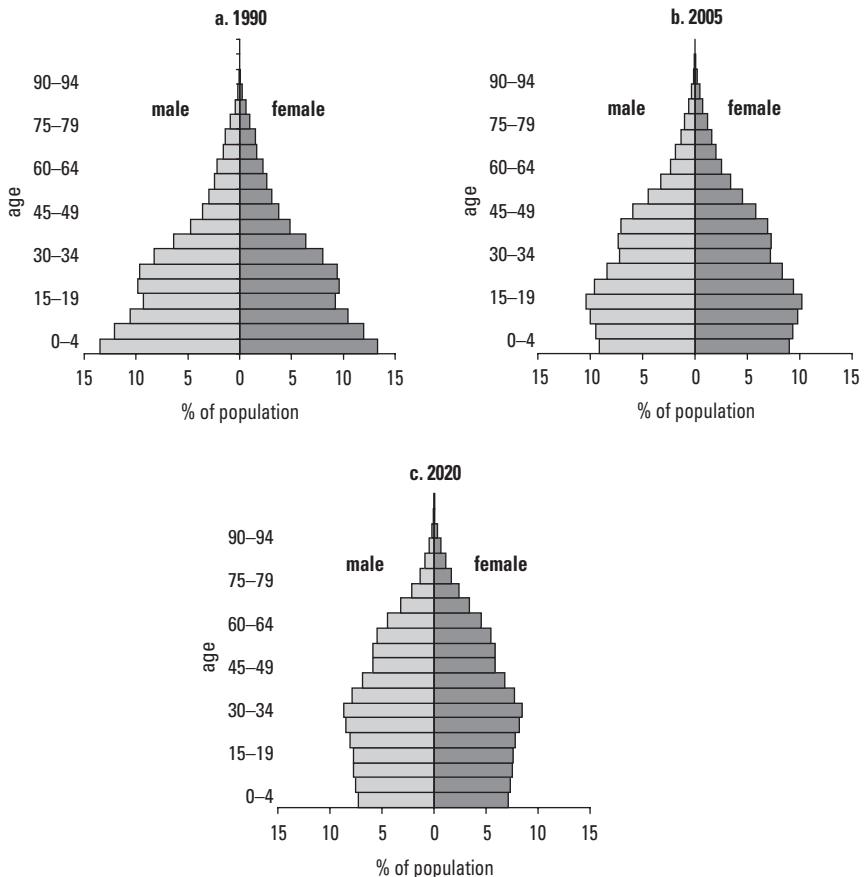 a. 1990
90–94
male female
75–79
60–64
age
45–49
30–34
15–19
0–4
15 10 5 0 5 10 15
% of population
b. 2005
90–94
male female
75–79
60–64
age
45–49
30–34
15–19
0–4
15 10 5 0 5 10 15
% of population
c. 2020
90–94
male female
75–79
60–64
age
45–49
30–34
15–19
0–4
15 10 5 0 5 10 15
% of population